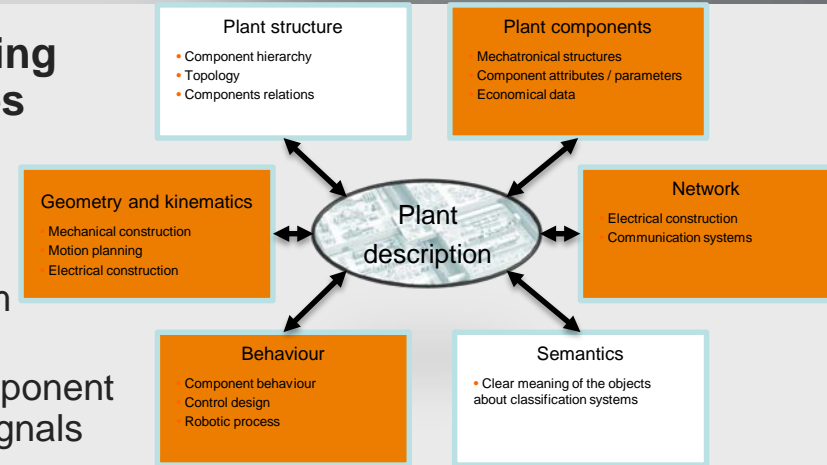 ing
s
n
ponent
gnals
Plant structure
• Component hierarchy
• Topology
• Components relations
Plant components
• Mechatronical structures
• Component attributes / parameters
• Economical data
Geometry and kinematics
• Mechanical construction
• Motion planning
• Electrical construction
Plant
description
Network
• Electrical construction
• Communication systems
Behaviour
• Component behaviour
• Control design
• Robotic process
Semantics
• Clear meaning of the objects
about classification systems